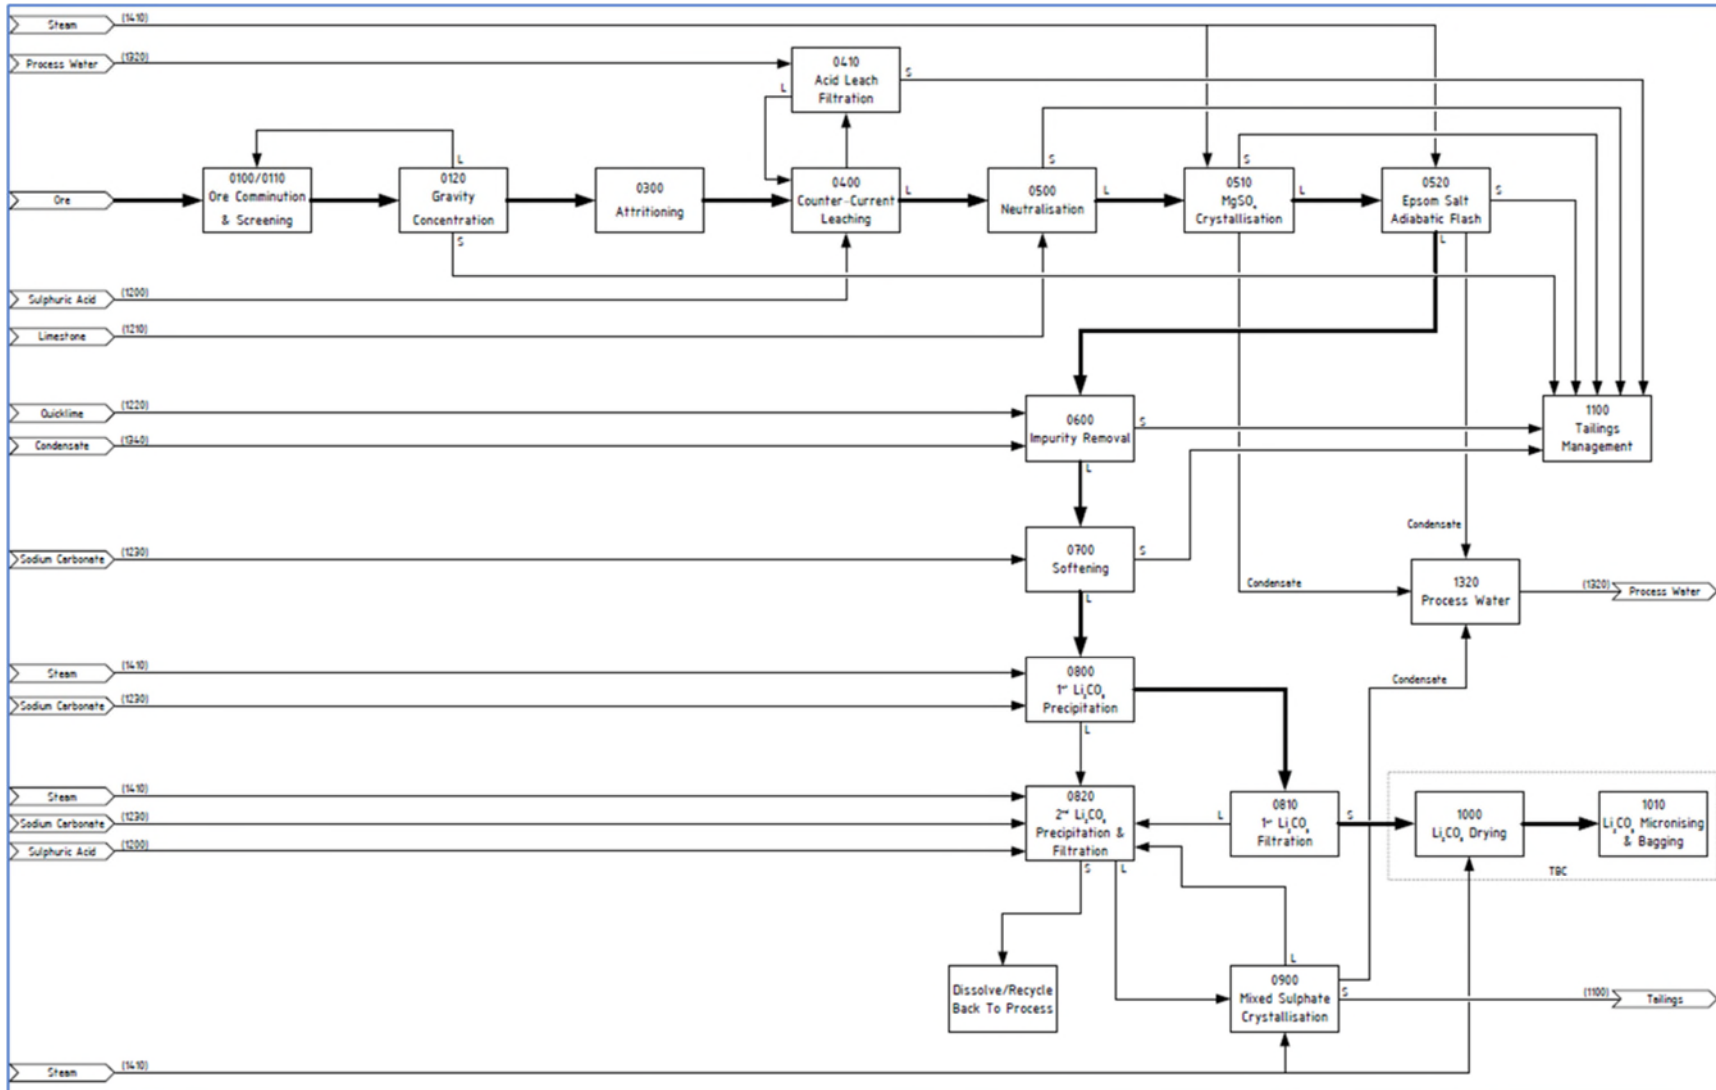 Steam (1410)
Process Water (1320)
0410
Acid Leach
Filtration
S
L
L
S
S
0100/0110
Ore Comminution
& Screening
0120
Gravity
Concentration
0300
Attritioning
0400
Counter-Current
Leaching
L
0500
Neutralisation
L
0510
MgSO₄
Crystallisation
L
0520
Epsom Salt
Adiabatic Flash
S
Ore
S
L
Sulphuric Acid (1200)
Limestone (1210)
Quicklime (1220)
Condensate (1340)
0600
Impurity Removal
S
L
1100
Tailings
Management
Condensate
Sodium Carbonate (1230)
0700
Softening
S
L
Condensate
1320
Process Water
(1320) Process Water
Steam (1410)
Sodium Carbonate (1230)
0800
1ˢᵗ Li₂CO₃
Precipitation
L
Condensate
Steam (1410)
Sodium Carbonate (1230)
Sulphuric Acid (1200)
0820
2ⁿᵈ Li₂CO₃
Precipitation &
Filtration
S
L
L
0810
1ˢᵗ Li₂CO₃
Filtration
S
1000
Li₂CO₃ Drying
1010
Li₂CO₃ Micronising
& Bagging
TBC
Dissolve/Recycle
Back To Process
L
0900
Mixed Sulphate
Crystallisation
S
(1100) Tailings
Steam (1410)